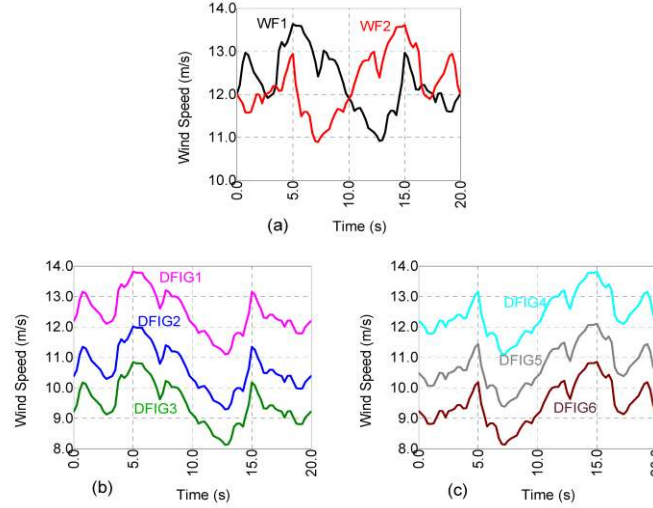 WF1
WF2
14.0
13.0
12.0
11.0
10.0
Wind Speed (m/s)
0.0
5.0
10.0
15.0
20.0
Time (s)
(a)
14.0
13.0
12.0
11.0
10.0
9.0
8.0
Wind Speed (m/s)
DFIG1
DFIG2
DFIG3
0.0
5.0
10.0
15.0
20.0
Time (s)
(b)
14.0
13.0
12.0
11.0
10.0
9.0
8.0
Wind Speed (m/s)
DFIG4
DFIG5
DFIG6
0.0
5.0
10.0
15.0
20.0
Time (s)
(c)